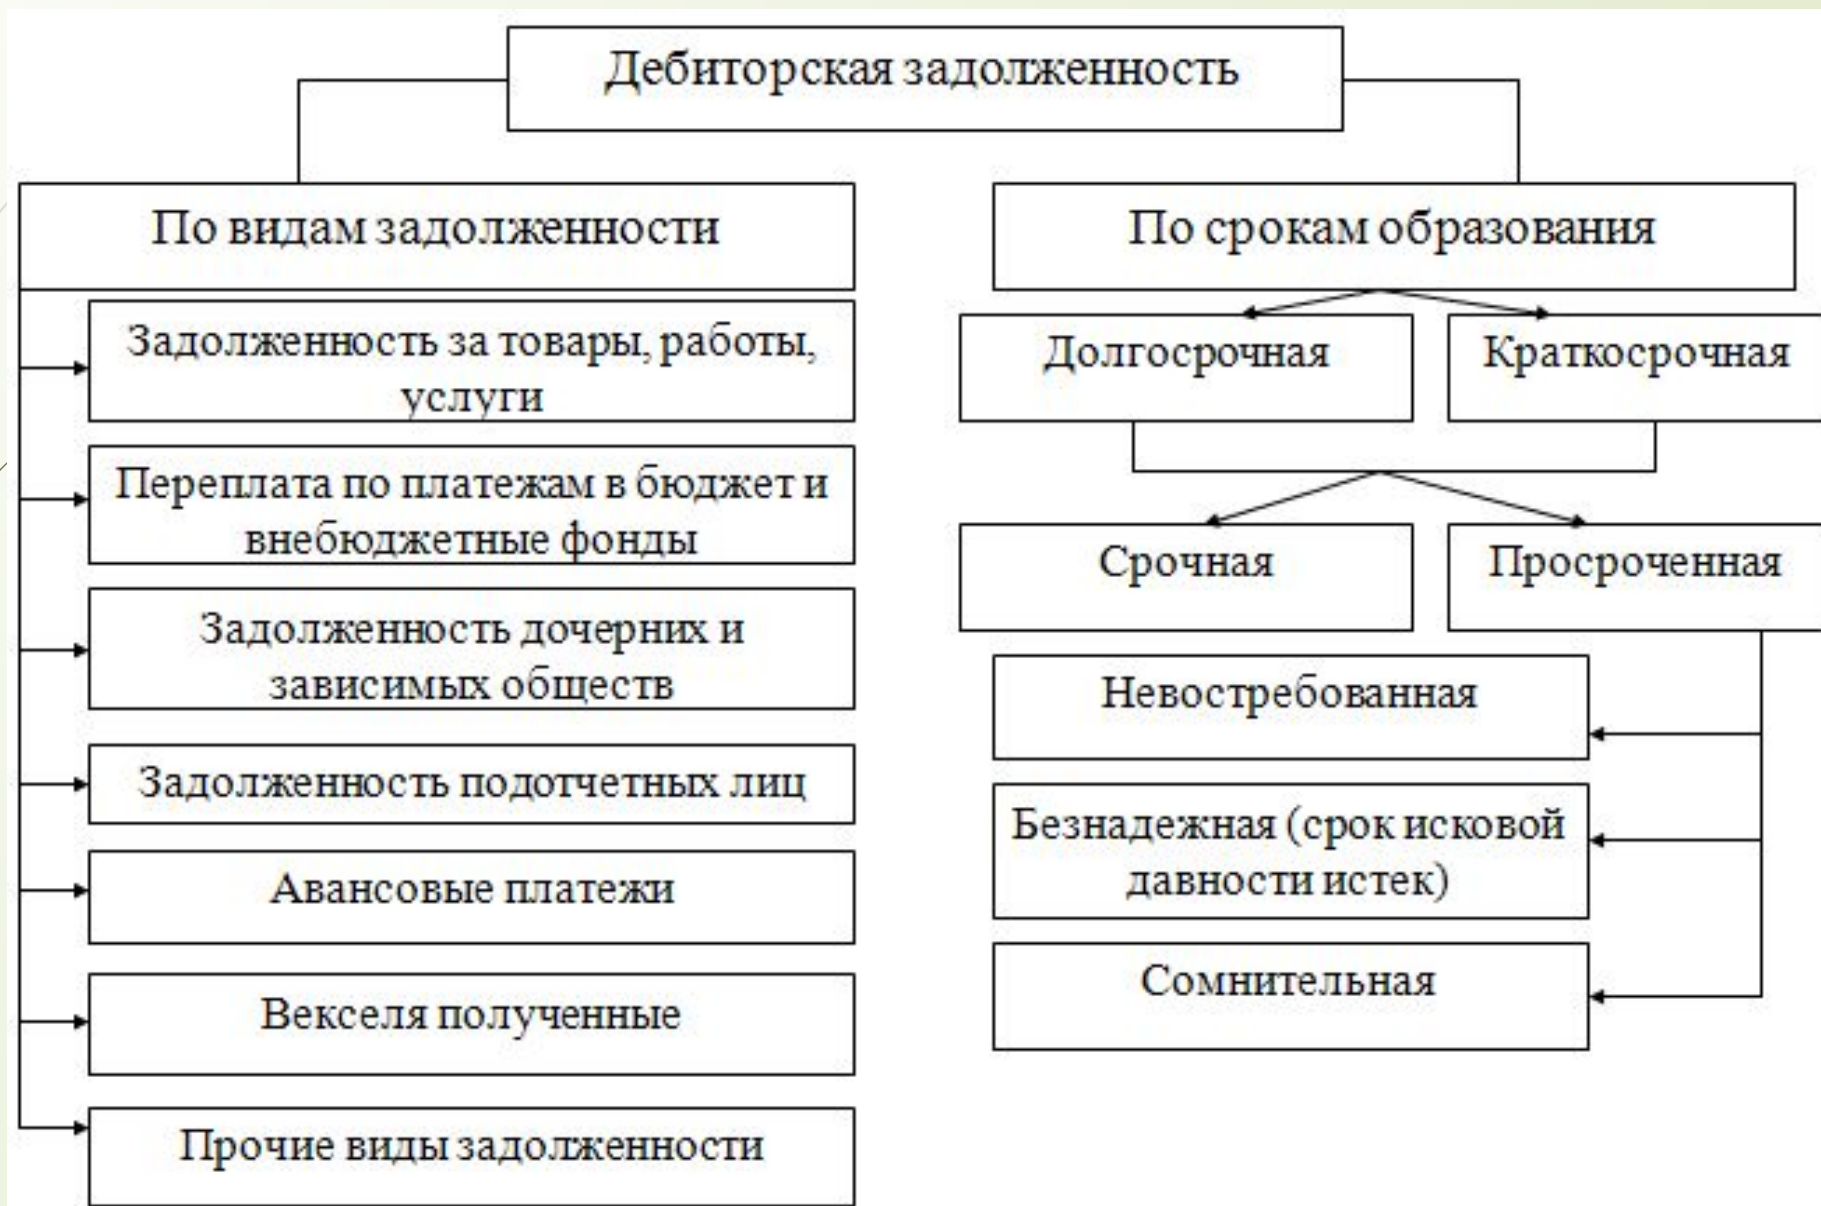 Дебиторская задолженность
По видам задолженности
Задолженность за товары, работы,
услуги
Переплата по платежам в бюджет и
внебюджетные фонды
Задолженность дочерних и
зависимых обществ
Задолженность подотчетных лиц
Авансовые платежи
Векселя полученные
Прочие виды задолженности
По срокам образования
Долгосрочная
Краткосрочная
Срочная
Просроченная
Невостребованная
Безнадежная (срок исковой
давности истек)
Сомнительная